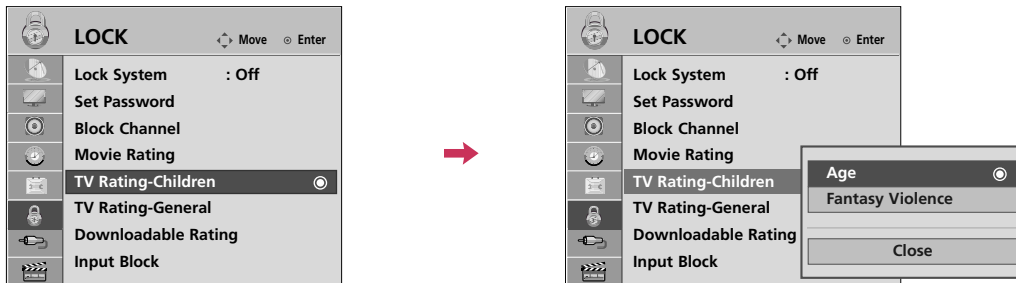 LOCK Move Enter
Lock System : Off
Set Password
Block Channel
Movie Rating
TV Rating-Children
TV Rating-General
Downloadable Rating
Input Block
LOCK Move Enter
Lock System : Off
Set Password
Block Channel
Movie Rating
TV Rating-Children
TV Rating-General
Downloadable Rating
Input Block
Age
Fantasy Violence
Close